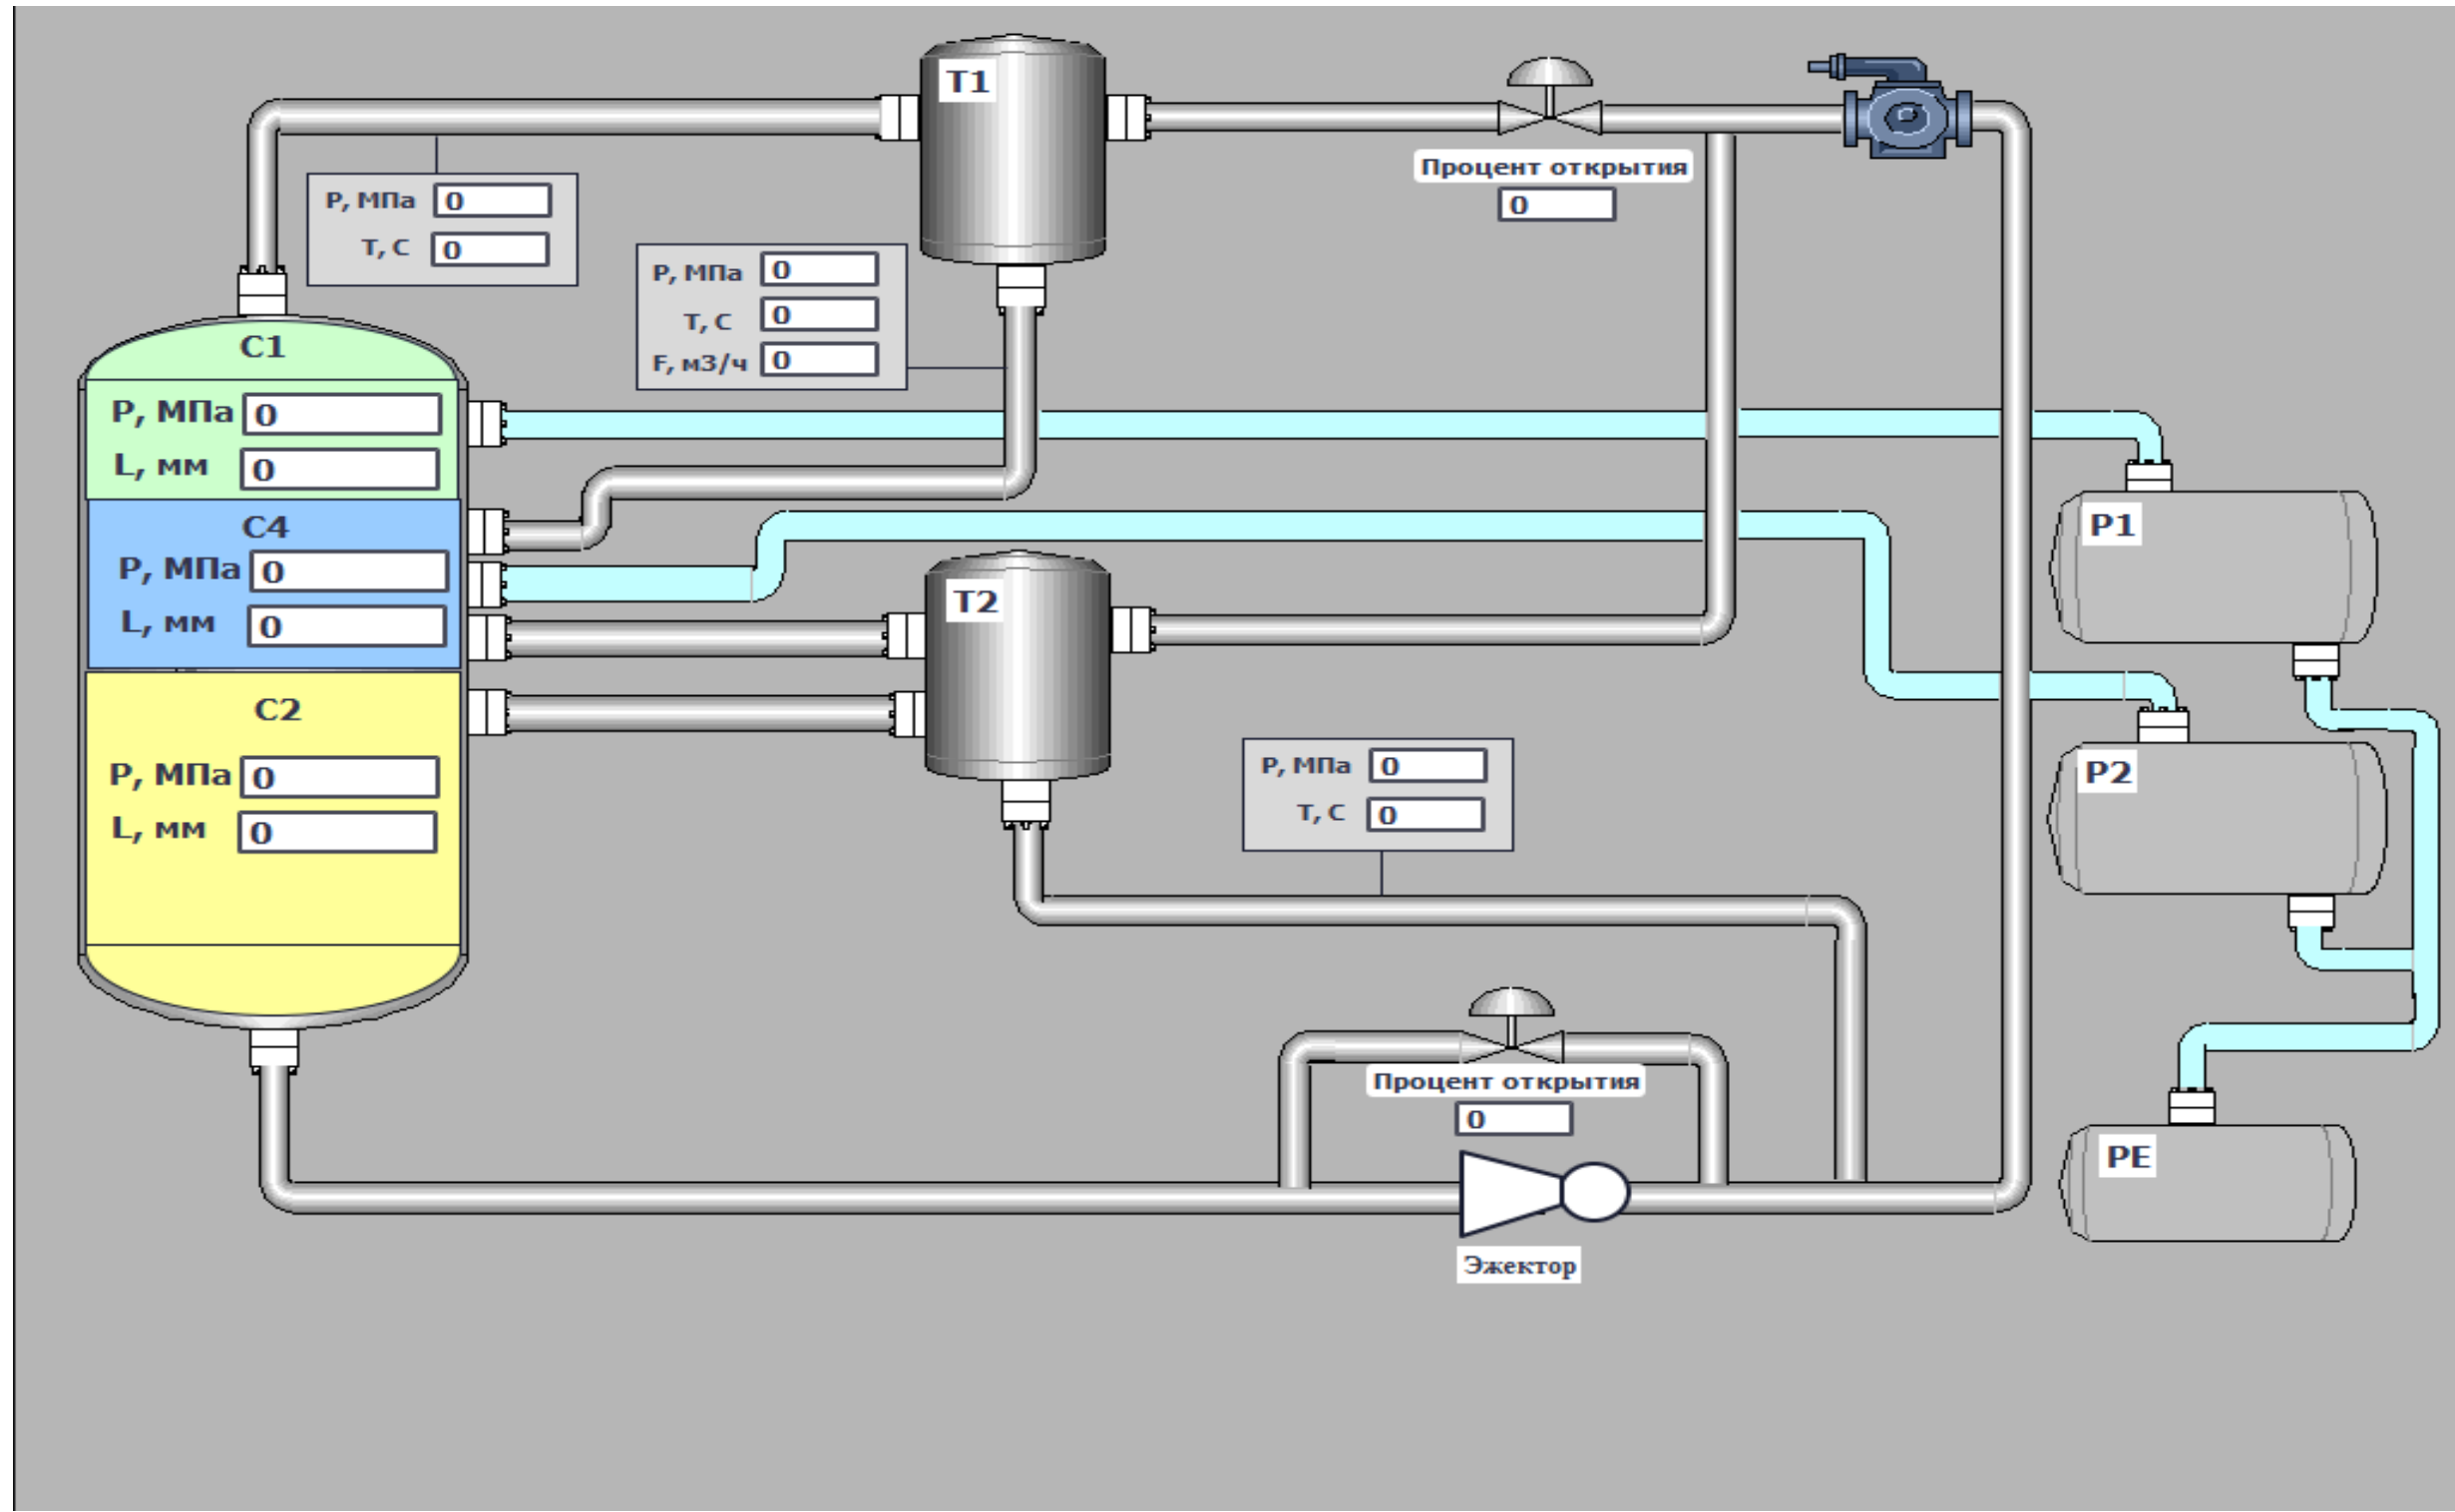 T1
Процент открытия
0
P, МПа 0
T, C 0
P, МПа 0
T, C 0
F, м3/ч 0
C1
P, МПа 0
L, мм 0
C4
P, МПа 0
L, мм 0
C2
P, МПа 0
L, мм 0
T2
P1
P2
P, МПа 0
T, C 0
Процент открытия
0
PE
Эжектор